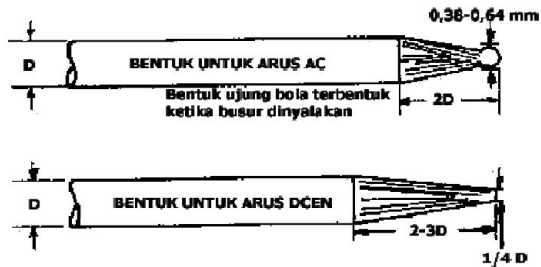 0,38-0,64 mm
D
BENTUK UNTUK ARUS AC
Bentuk ujung bola terbentuk
ketika busur dinyalakan
2D
D
BENTUK UNTUK ARUS DCEN
2-3D
1/4 D